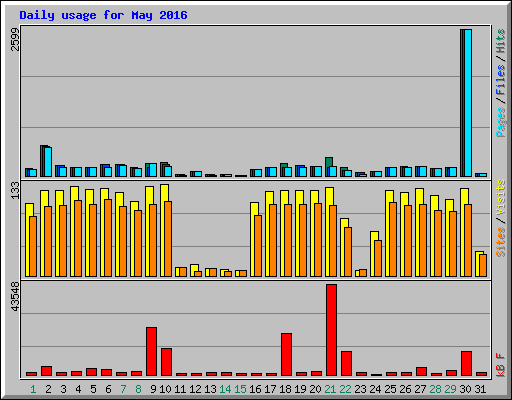 Daily usage for May 2016
2599
Pages / Files / Hits
133
Sites / Visits
43548
kB F
1 2 3 4 5 6 7 8 9 10 11 12 13 14 15 16 17 18 19 20 21 22 23 24 25 26 27 28 29 30 31